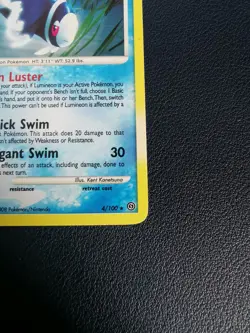 h Pokémon HT: 3'11" WT: 52.9 lbs
n Luster
attack), if Lumineon is your Active Pokémon, you
and if your opponent's Bench isn't full choose 1 Basic
hand, and put it onto his or her Bench. Then, switch
. This power can't be used if Lumineon is affected by a
ick Swim
Pokémon. This attack does 20 damage to that
affected by Weakness or Resistance.
gant Swim 30
effects of an attack, including damage, done to
s next turn.
Illus. Kent Kanetsuna
resistance retreat cost
008 Pokémon/Nintendo 4/100